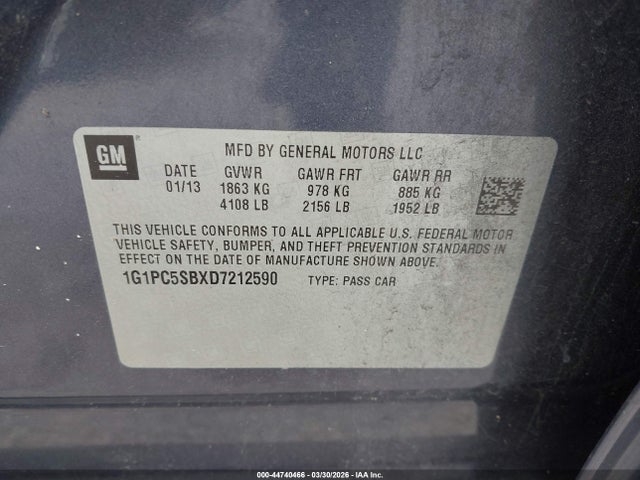 GM
MFD BY GENERAL MOTORS LLC
DATE GVWR GAWR FRT GAWR RR
01/13 1863 KG 978 KG 885 KG
4108 LB 2156 LB 1952 LB
THIS VEHICLE CONFORMS TO ALL APPLICABLE U.S. FEDERAL MOTOR
VEHICLE SAFETY, BUMPER, AND THEFT PREVENTION STANDARDS IN
EFFECT ON THE DATE OF MANUFACTURE SHOWN ABOVE.
1G1PC5SBXD7212590 TYPE: PASS CAR
000-44740466 - 03/30/2026 - IAA Inc.